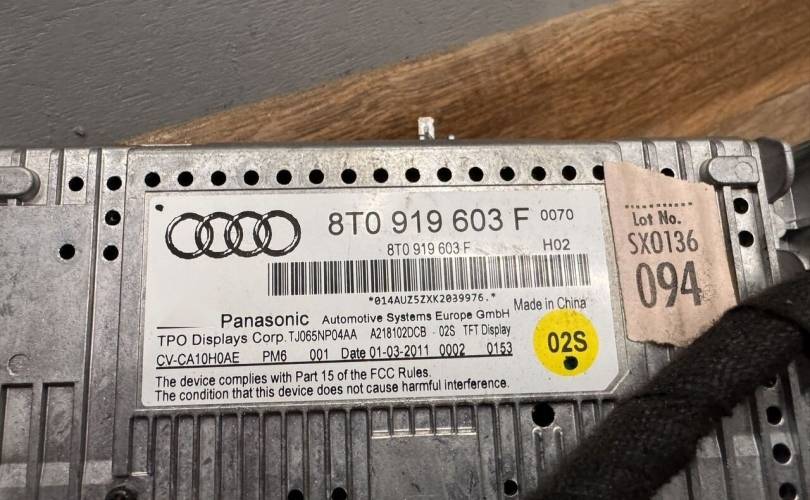 8T0 919 603 F 0070
8T0 919 603 F H02
*014AUZ5ZXK2039976.*
Made in China
Panasonic Automotive Systems Europe GmbH
TPO Displays Corp. TJ065NP04AA A218102DCB - 02S TFT Display
CV-CA10H0AE PM6 001 Date 01-03-2011 0002 0153
The device complies with Part 15 of the FCC Rules.
The condition that this device does not cause harmful interference.
02S
Lot No.
SX0136
094